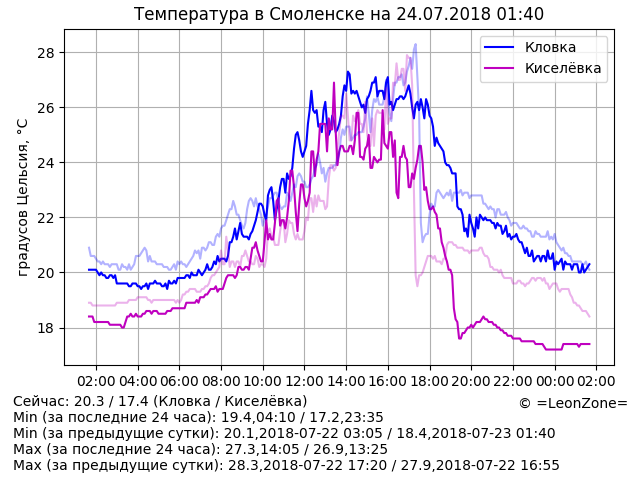 Температура в Смоленске на 24.07.2018 01:40
Кловка
Киселёвка
градусов Цельсия, °C
28
26
24
22
20
18
02:00 04:00 06:00 08:00 10:00 12:00 14:00 16:00 18:00 20:00 22:00 00:00 02:00
Сейчас: 20.3 / 17.4 (Кловка / Киселёвка)
© =LeonZone=
Min (за последние 24 часа): 19.4,04:10 / 17.2,23:35
Min (за предыдущие сутки): 20.1,2018-07-22 03:05 / 18.4,2018-07-23 01:40
Max (за последние 24 часа): 27.3,14:05 / 26.9,13:25
Max (за предыдущие сутки): 28.3,2018-07-22 17:20 / 27.9,2018-07-22 16:55